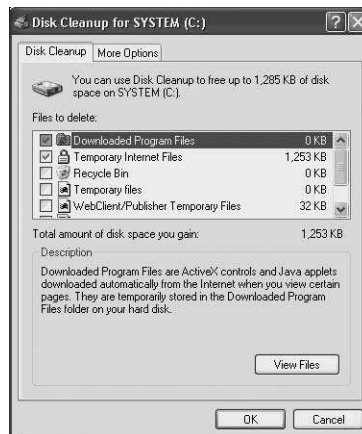 Disk Cleanup for SYSTEM (C:)
Disk Cleanup More Options
You can use Disk Cleanup to free up to 1,285 KB of disk
space on SYSTEM (C:).
Files to delete:
Downloaded Program Files 0 KB
Temporary Internet Files 1,253 KB
Recycle Bin 0 KB
Temporary files 0 KB
WebClient/Publisher Temporary Files 32 KB
Total amount of disk space you gain: 1,253 KB
Description
Downloaded Program Files are ActiveX controls and Java applets
downloaded automatically from the Internet when you view certain
pages. They are temporarily stored in the Downloaded Program
Files folder on your hard disk.
View Files
OK Cancel